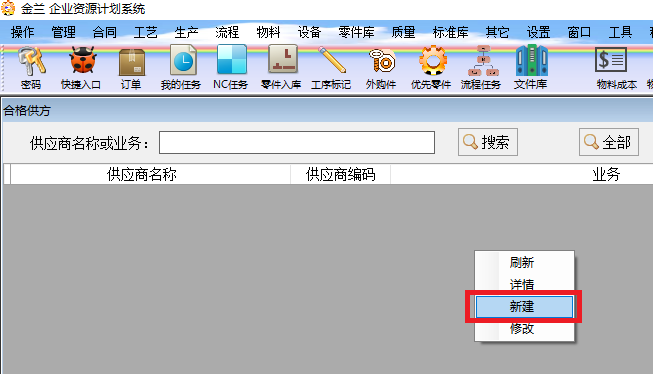 金兰 企业资源计划系统
操作 管理 合同 工艺 生产 流程 物料 设备 零件库 质量 标准库 其它 设置 窗口 工具
密码 快捷入口 订单 我的任务 NC任务 零件入库 工序标记 外购件 优先零件 流程任务 文件库 物料成本
合格供方
供应商名称或业务： 搜索 全部
供应商名称 供应商编码 业务
刷新
详情
新建
修改